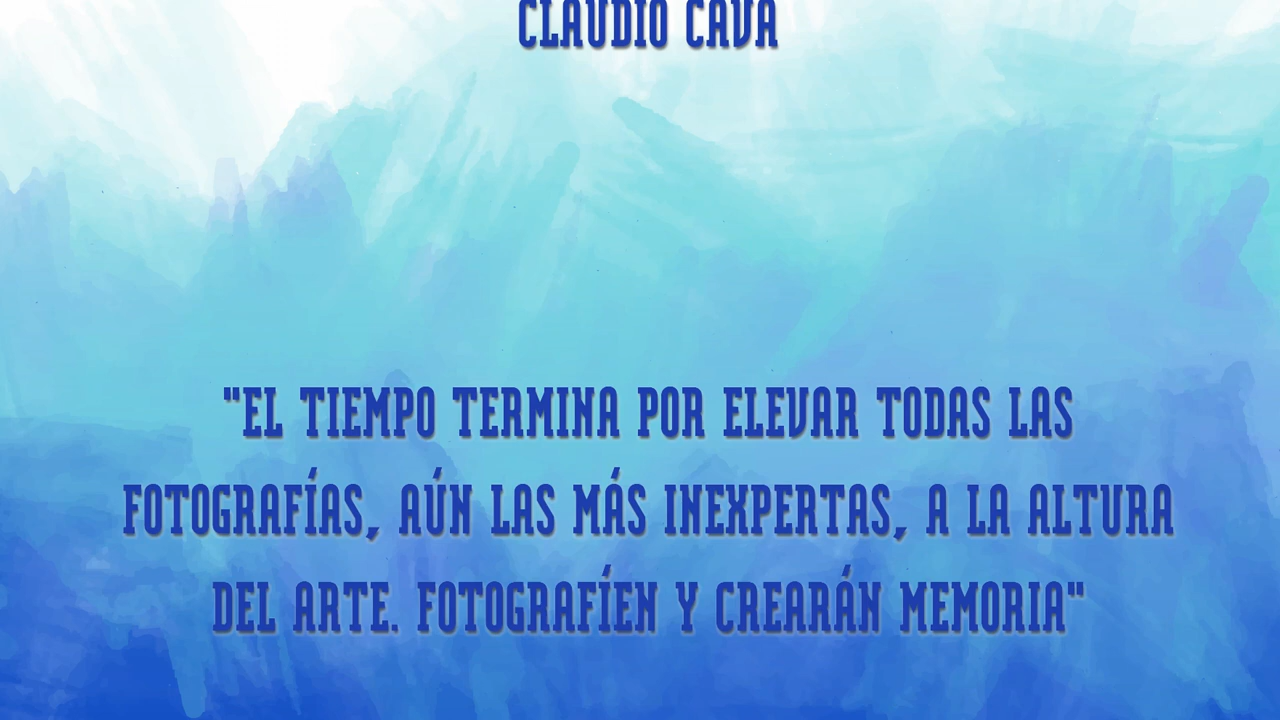 CLAUDIO CAVA
"EL TIEMPO TERMINA POR ELEVAR TODAS LAS
FOTOGRAFÍAS, AÚN LAS MÁS INEXPERTAS, A LA ALTURA
DEL ARTE. FOTOGRAFÍEN Y CREARÁN MEMORIA"